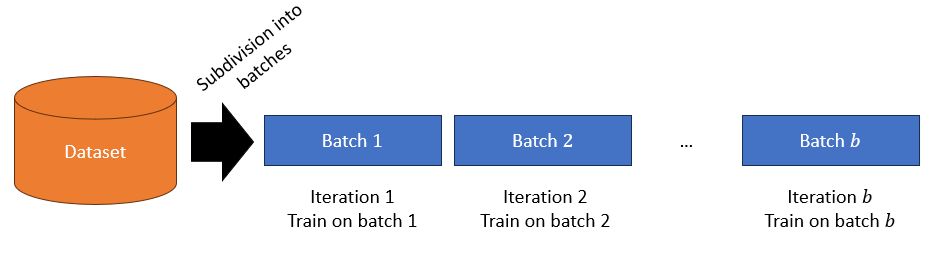 Subdivision into
batches
Dataset
Batch 1
Batch 2
...
Batch b
Iteration 1
Train on batch 1
Iteration 2
Train on batch 2
Iteration b
Train on batch b